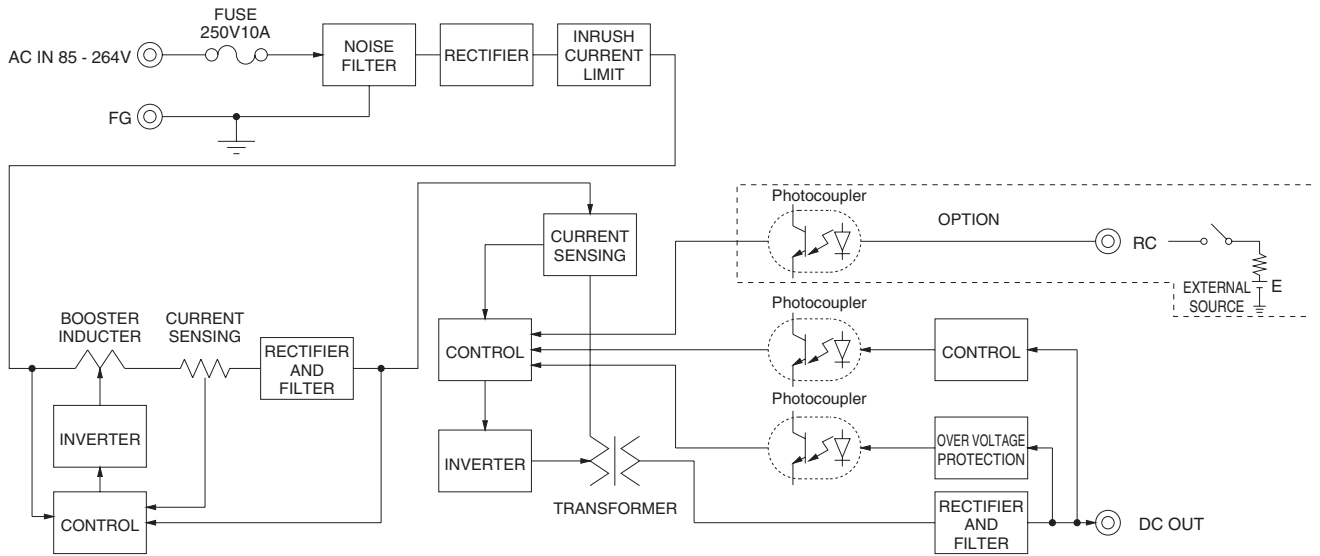 FUSE
250V10A
AC IN 85 - 264V
NOISE
FILTER
RECTIFIER
INRUSH
CURRENT
LIMIT
FG
Photocoupler
OPTION
RC
CURRENT
SENSING
EXTERNAL
SOURCE
E
BOOSTER
INDUCTER
CURRENT
SENSING
RECTIFIER
AND
FILTER
CONTROL
Photocoupler
CONTROL
Photocoupler
INVERTER
INVERTER
OVER VOLTAGE
PROTECTION
TRANSFORMER
CONTROL
RECTIFIER
AND
FILTER
DC OUT